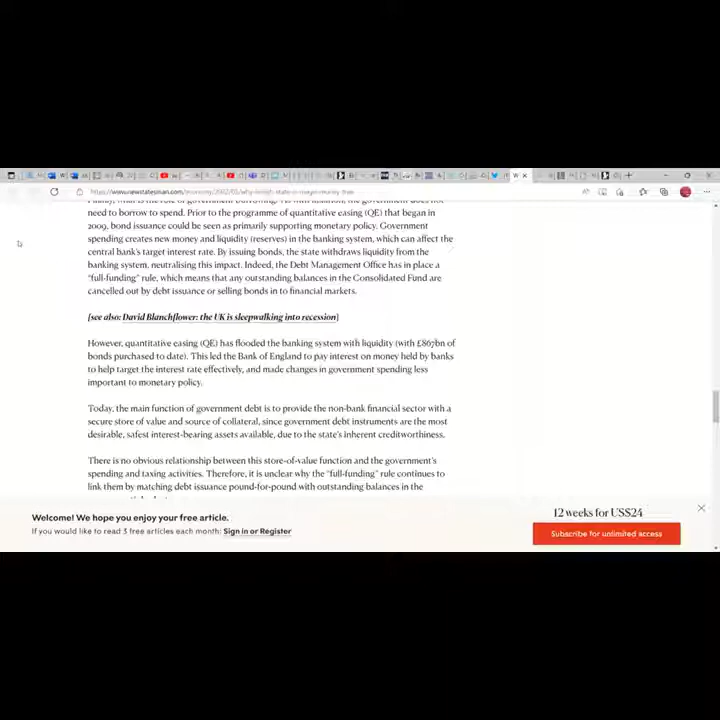 need to borrow to spend. Prior to the programme of quantitative easing (QE) that began in
2009, bond issuance could be seen as primarily supporting monetary policy. Government
spending creates new money and liquidity (reserves) in the banking system, which can affect the
central bank's target interest rate. By issuing bonds, the state withdraws liquidity from the
banking system, neutralising this impact. Indeed, the Debt Management Office has in place a
"full-funding" rule, which means that any outstanding balances in the Consolidated Fund are
cancelled out by debt issuance or selling bonds in to financial markets.
[see also: David Blanchflower: the UK is sleepwalking into recession]
However, quantitative easing (QE) has flooded the banking system with liquidity (with £867bn of
bonds purchased to date). This led the Bank of England to pay interest on money held by banks
to help target the interest rate effectively, and made changes in government spending less
important to monetary policy.
Today, the main function of government debt is to provide the non-bank financial sector with a
secure store of value and source of collateral, since government debt instruments are the most
desirable, safest interest-bearing assets available, due to the state's inherent creditworthiness.
There is no obvious relationship between this store-of-value function and the government's
spending and taxing activities. Therefore, it is unclear why the "full-funding" rule continues to
link them by matching debt issuance pound-for-pound with outstanding balances in the
Welcome! We hope you enjoy your free article.
If you would like to read 3 free articles each month: Sign in or Register
12 weeks for US$24
Subscribe for unlimited access